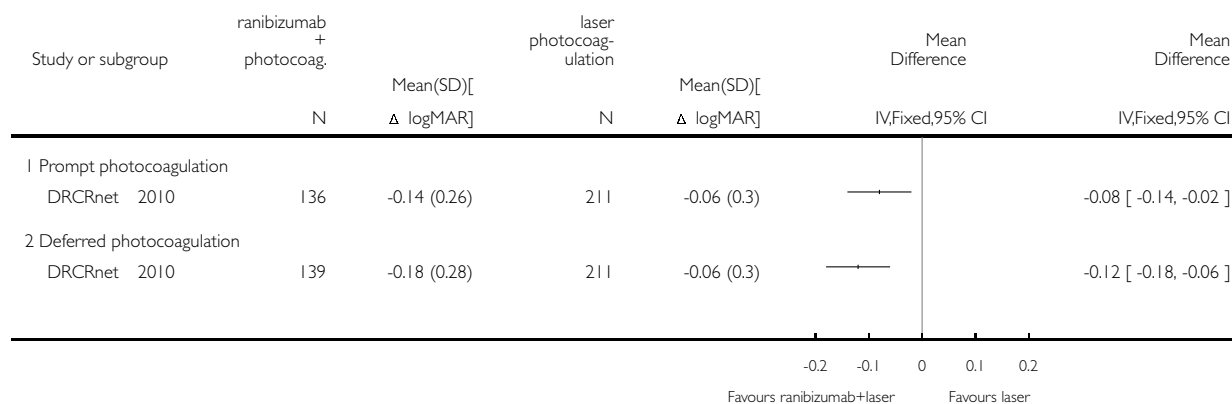 ranibizumab
+
photocoag.
laser
photocoag-
ulation
Study or subgroup
Mean
Difference
Mean
Difference
Mean(SD)[
Mean(SD)[
N Δ logMAR] N Δ logMAR] IV,Fixed,95% CI IV,Fixed,95% CI
1 Prompt photocoagulation
DRCRnet 2010 136 -0.14 (0.26) 211 -0.06 (0.3) -0.08 [ -0.14, -0.02 ]
2 Deferred photocoagulation
DRCRnet 2010 139 -0.18 (0.28) 211 -0.06 (0.3) -0.12 [ -0.18, -0.06 ]
-0.2 -0.1 0 0.1 0.2
Favours ranibizumab+laser Favours laser